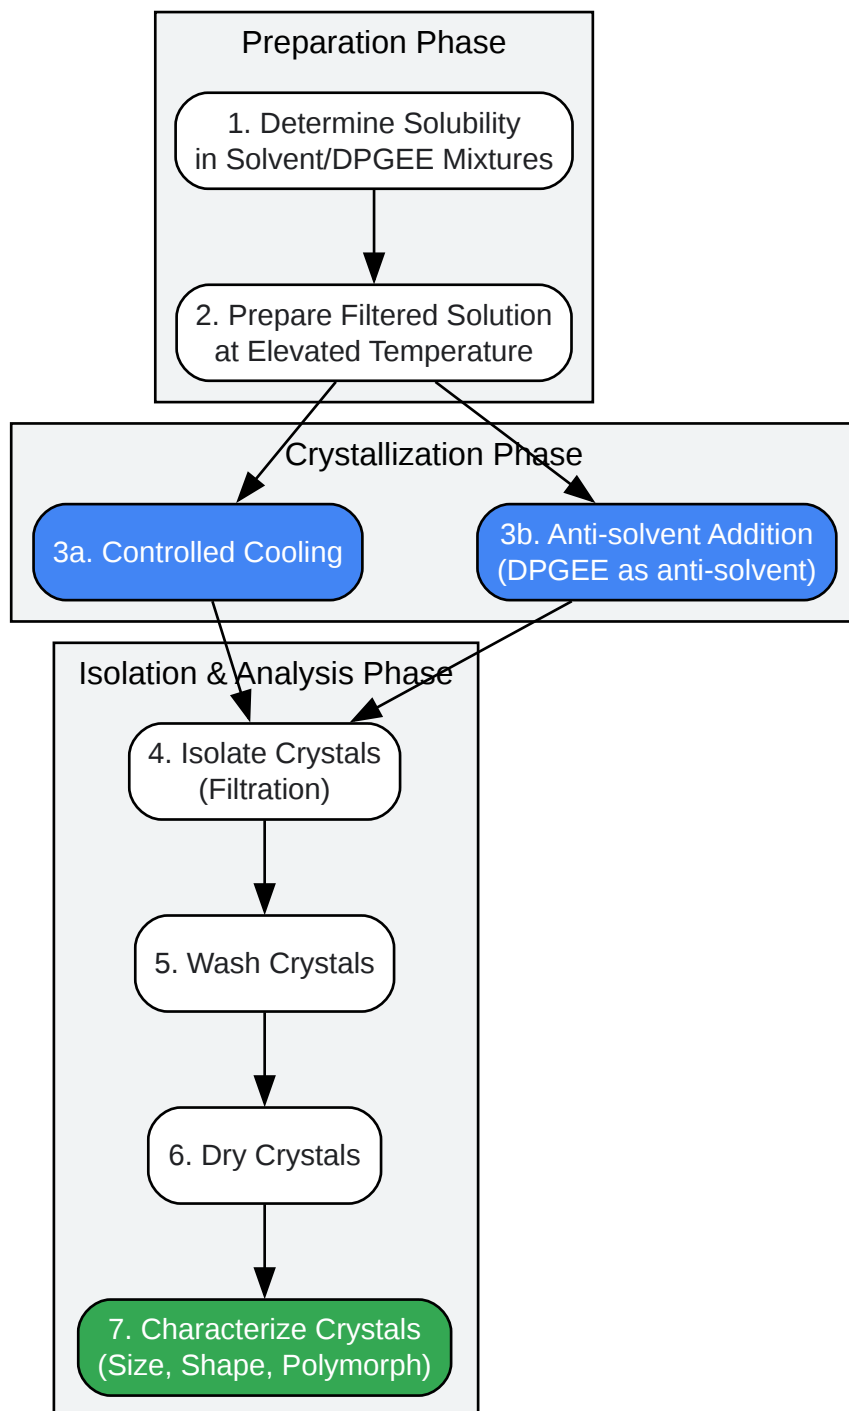 Preparation Phase
1. Determine Solubility
in Solvent/DPGEE Mixtures
2. Prepare Filtered Solution
at Elevated Temperature
Crystallization Phase
3a. Controlled Cooling
3b. Anti-solvent Addition
(DPGEE as anti-solvent)
Isolation & Analysis Phase
4. Isolate Crystals
(Filtration)
5. Wash Crystals
6. Dry Crystals
7. Characterize Crystals
(Size, Shape, Polymorph)